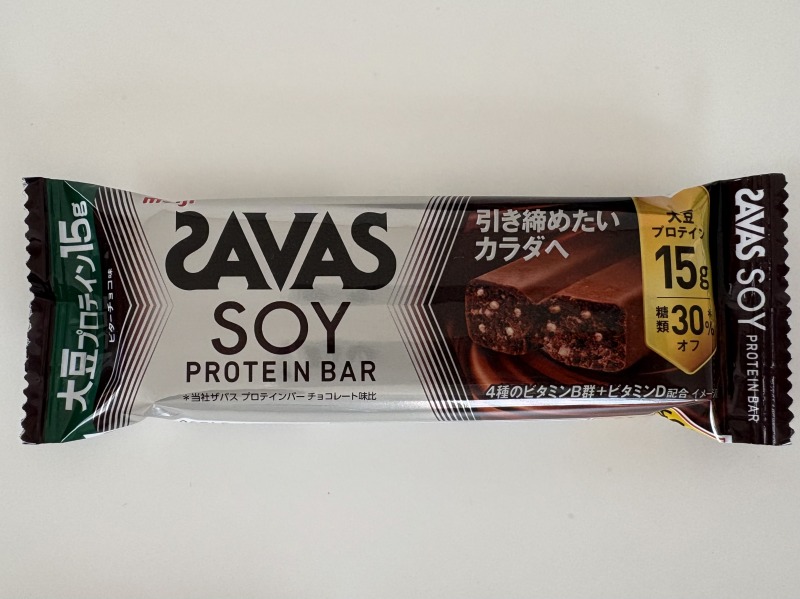 大豆プロテイン15g
ビターチョコ味
meiji
SAVAS
SOY
PROTEIN BAR
*当社ザバス プロテインバー チョコレート味比
引き締めたい
カラダへ
大豆
プロテイン
15g
糖類30%*
オフ
4種のビタミンB群+ビタミンD配合 イメージ
SAVAS SOY PROTEIN BAR